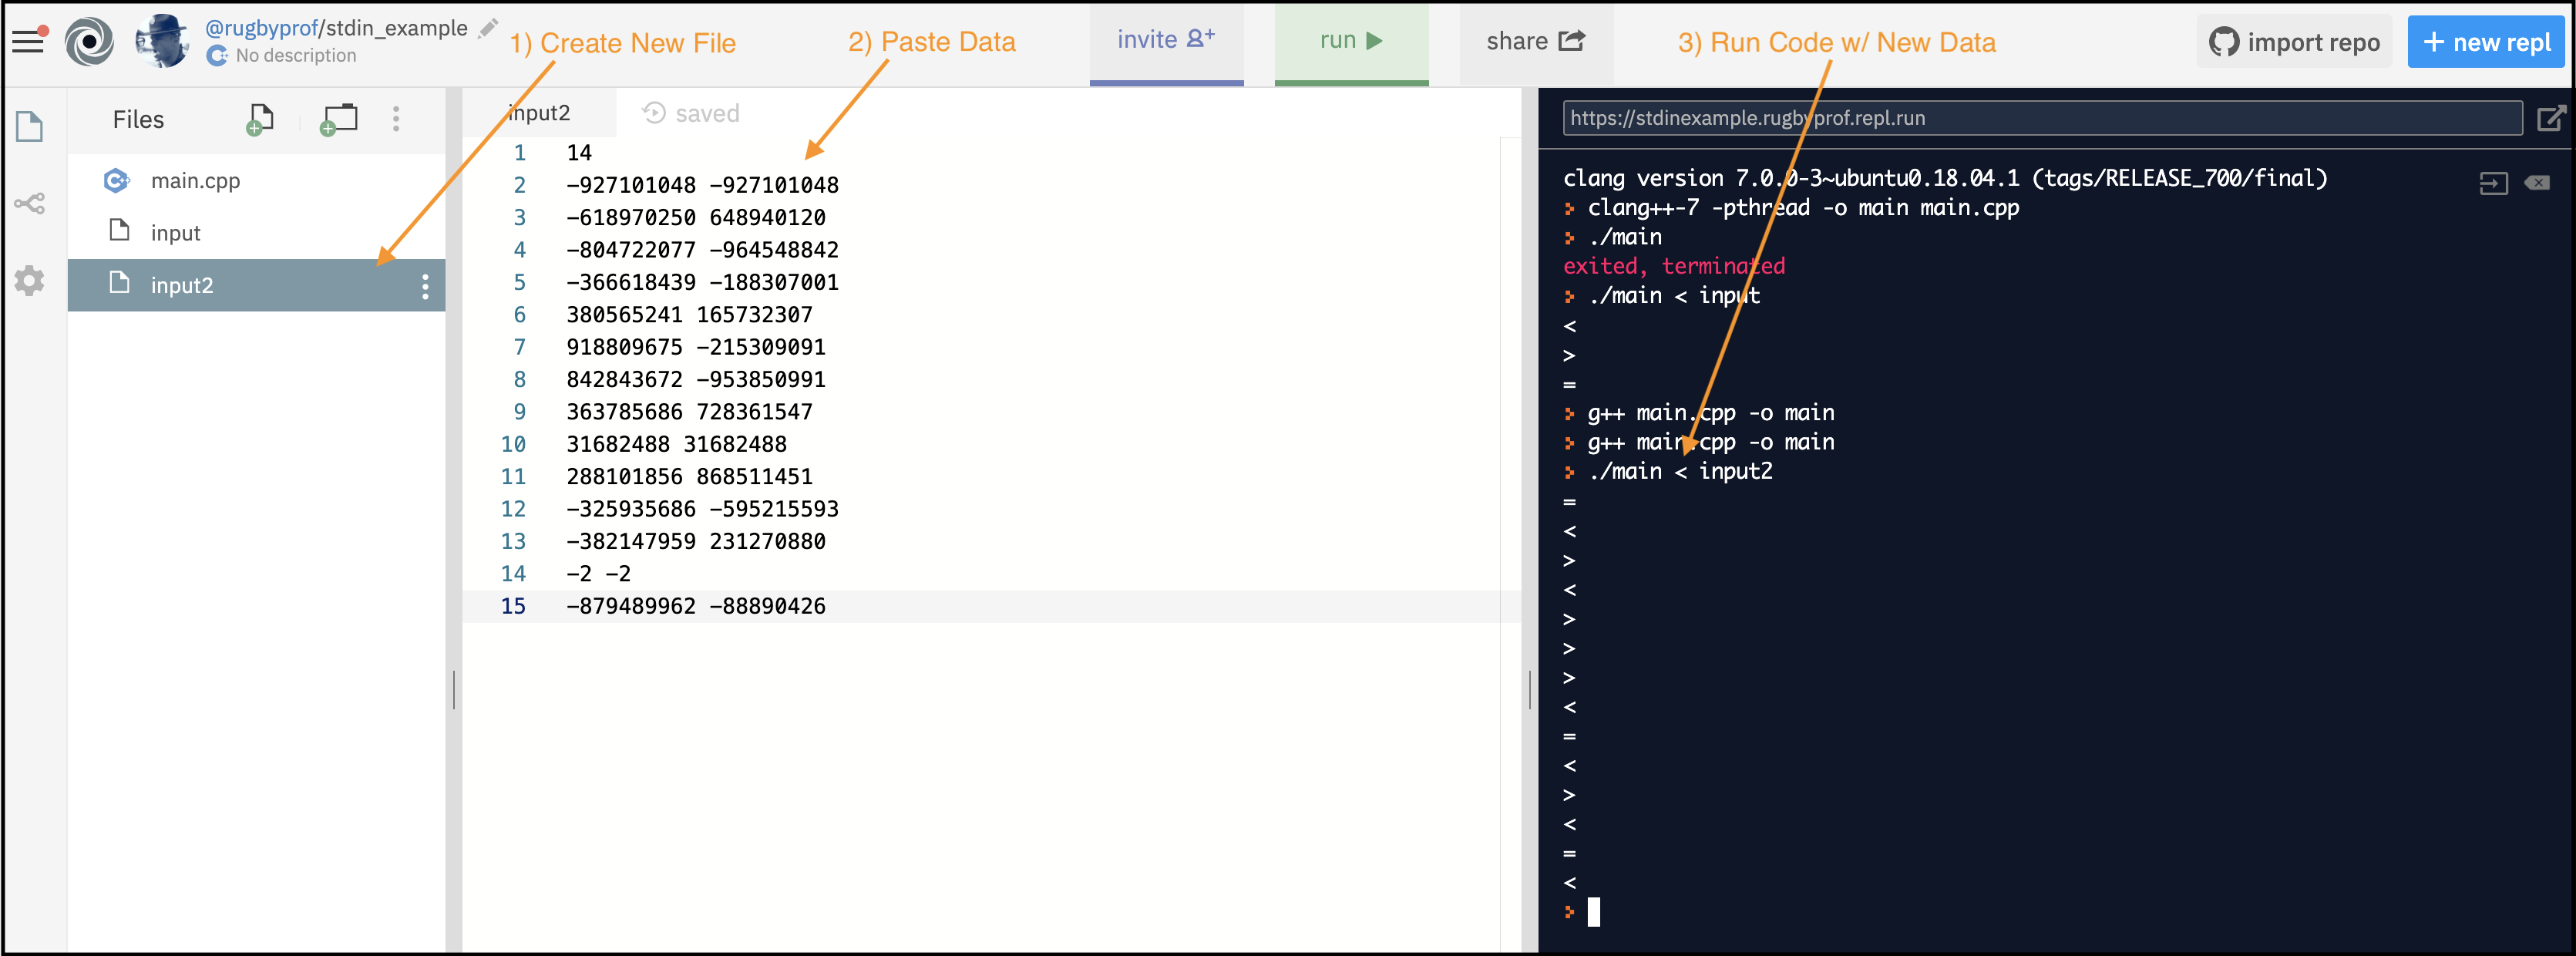 @rugbyprof/stdin_example
No description
1) Create New File
2) Paste Data
invite
run
share
3) Run Code w/ New Data
import repo
+ new repl
Files
input2
saved
https://stdinexample.rugbyprof.repl.run
main.cpp
input
input2
1 14
2 -927101048 -927101048
3 -618970250 648940120
4 -804722077 -964548842
5 -366618439 -188307001
6 380565241 165732307
7 918809675 -215309091
8 842843672 -953850991
9 363785686 728361547
10 31682488 31682488
11 288101856 868511451
12 -325935686 -595215593
13 -382147959 231270880
14 -2 -2
15 -879489962 -88890426
clang version 7.0.0-3~ubuntu0.18.04.1 (tags/RELEASE_700/final)
clang++-7 -pthread -o main main.cpp
./main
exited, terminated
./main < input
<
>
=
g++ main.cpp -o main
g++ main.cpp -o main
./main < input2
=
<
>
<
>
>
>
<
=
<
>
<
=
<